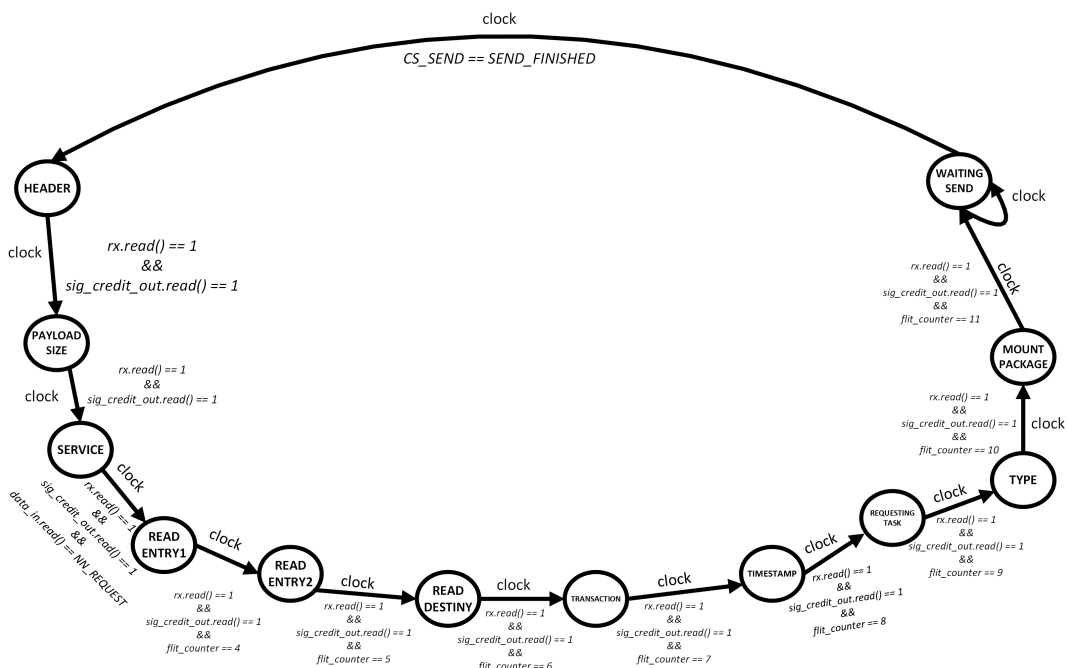 clock
CS_SEND == SEND_FINISHED
HEADER
WAITING
SEND
clock
clock
rx.read() == 1
&&
sig_credit_out.read() == 1
PAYLOAD
SIZE
clock
rx.read() == 1
&&
sig_credit_out.read() == 1
SERVICE
clock
rx.read() == 1
&&
sig_credit_out.read() == 1
&&
data_in.read() == NN_REQUEST
READ
ENTRY1
clock
rx.read() == 1
&&
sig_credit_out.read() == 1
&&
flit_counter == 4
READ
ENTRY2
clock
rx.read() == 1
&&
sig_credit_out.read() == 1
&&
flit_counter == 5
READ
DESTINY
clock
rx.read() == 1
&&
sig_credit_out.read() == 1
&&
flit_counter == 6
TRANSACTION
clock
rx.read() == 1
&&
sig_credit_out.read() == 1
&&
flit_counter == 7
TIMESTAMP
clock
rx.read() == 1
&&
sig_credit_out.read() == 1
&&
flit_counter == 8
REQUESTING
TASK
clock
rx.read() == 1
&&
sig_credit_out.read() == 1
&&
flit_counter == 9
TYPE
clock
rx.read() == 1
&&
sig_credit_out.read() == 1
&&
flit_counter == 10
MOUNT
PACKAGE
clock
rx.read() == 1
&&
sig_credit_out.read() == 1
&&
flit_counter == 11